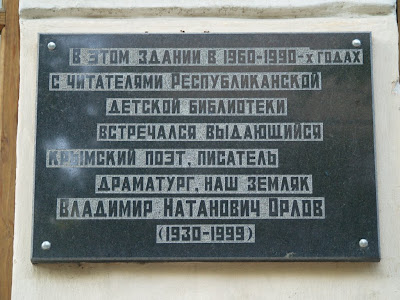 В этом здании в 1960-1990-х годах
с читателями Республиканской
детской библиотеки
встречался выдающийся
крымский поэт, писатель
драматург, наш земляк
Владимир Натанович Орлов
(1930-1999)